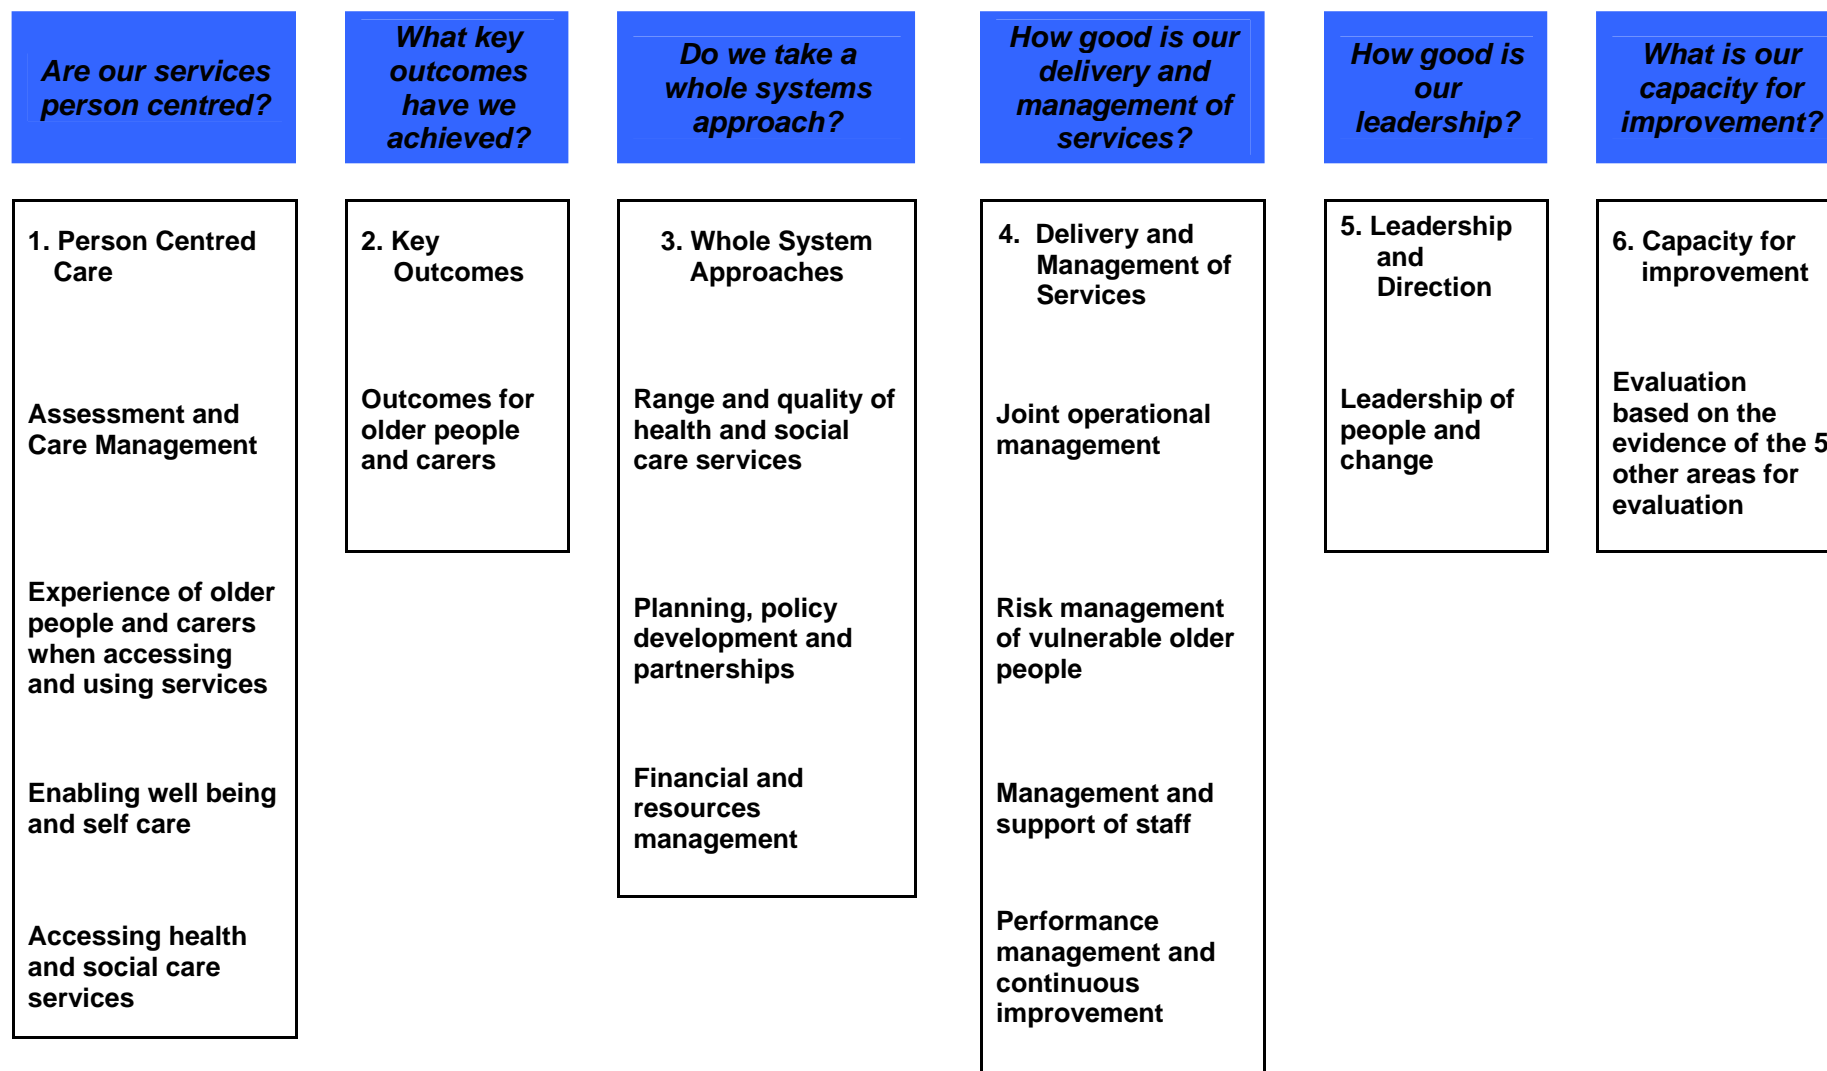 Are our services
person centred?
What key
outcomes
have we
achieved?
Do we take a
whole systems
approach?
How good is our
delivery and
management of
services?
How good is
our
leadership?
What is our
capacity for
improvement?
1. Person Centred
Care
Assessment and
Care Management
Experience of older
people and carers
when accessing
and using services
Enabling well being
and self care
Accessing health
and social care
services
2. Key
Outcomes
Outcomes for
older people
and carers
3. Whole System
Approaches
Range and quality of
health and social
care services
Planning, policy
development and
partnerships
Financial and
resources
management
4. Delivery and
Management of
Services
Joint operational
management
Risk management
of vulnerable older
people
Management and
support of staff
Performance
management and
continuous
improvement
5. Leadership
and
Direction
Leadership of
people and
change
6. Capacity for
improvement
Evaluation
based on the
evidence of the 5
other areas for
evaluation